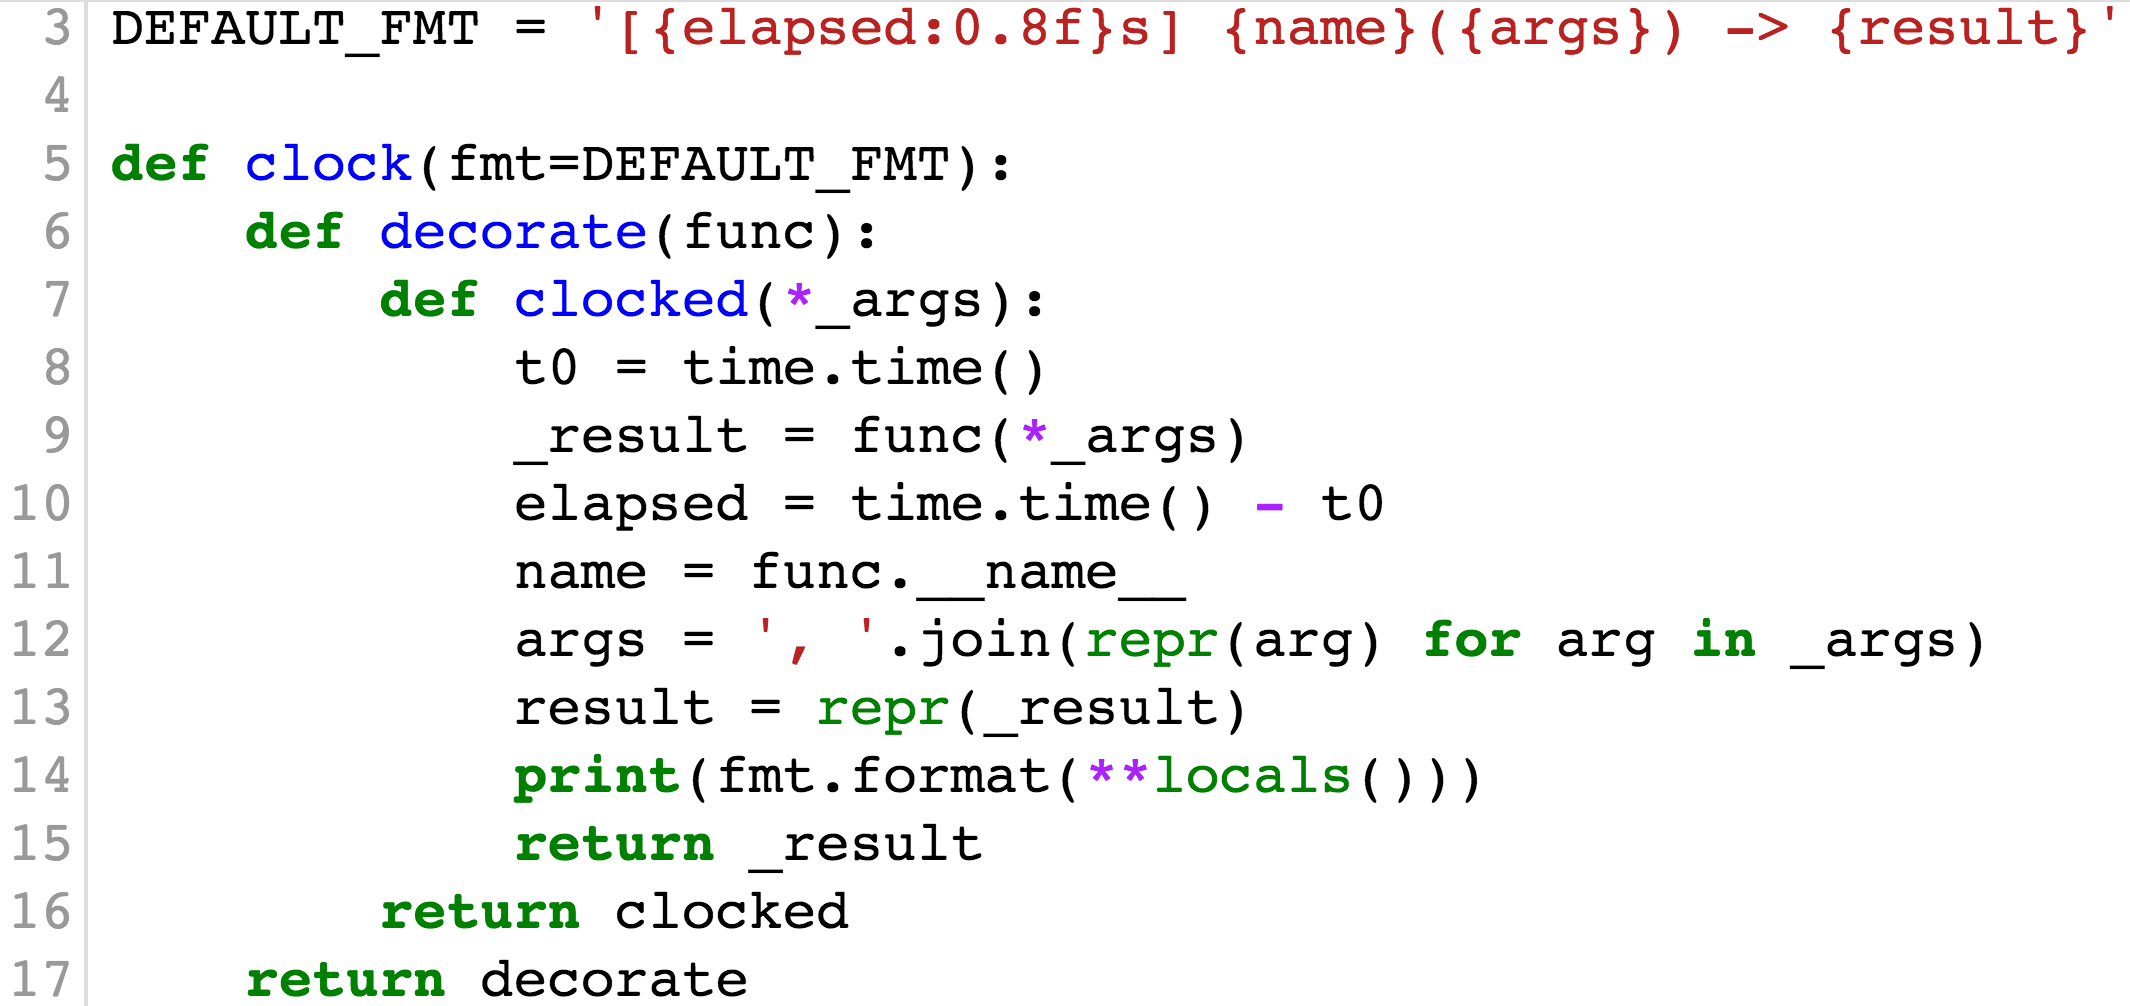 3 DEFAULT_FMT = '[{elapsed:0.8f}s] {name}({args}) -> {result}'
4
5 def clock(fmt=DEFAULT_FMT):
6     def decorate(func):
7         def clocked(*_args):
8             t0 = time.time()
9             _result = func(*_args)
10             elapsed = time.time() - t0
11             name = func.__name__
12             args = ', '.join(repr(arg) for arg in _args)
13             result = repr(_result)
14             print(fmt.format(**locals()))
15             return _result
16         return clocked
17     return decorate